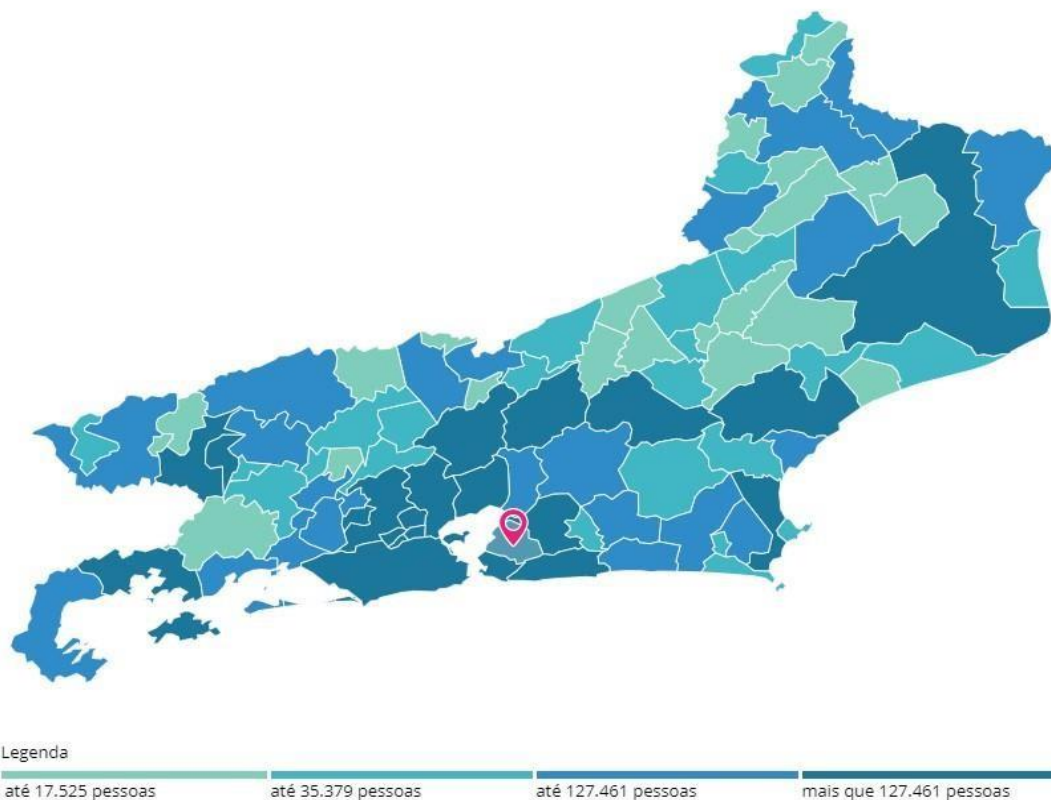 Legenda
até 17.525 pessoas
até 35.379 pessoas
até 127.461 pessoas
mais que 127.461 pessoas